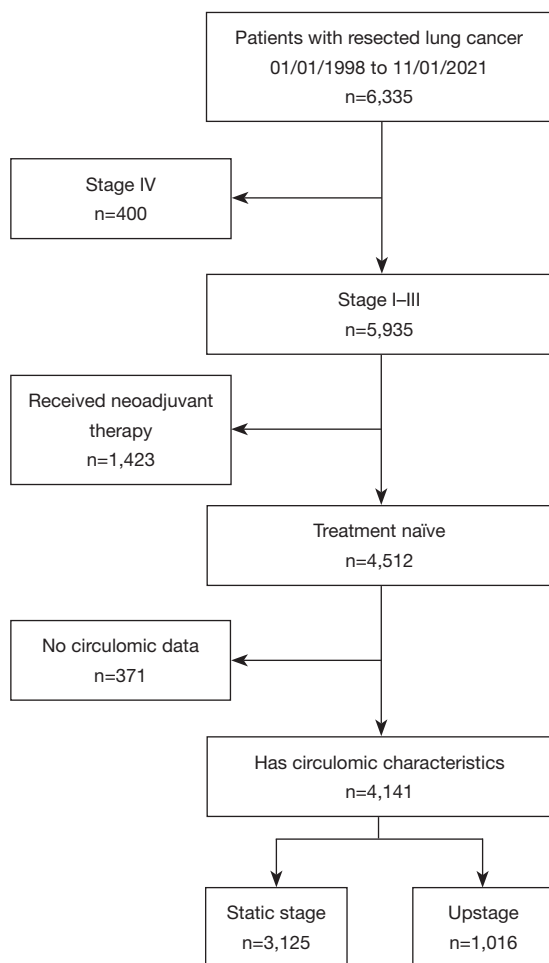 Patients with resected lung cancer
01/01/1998 to 11/01/2021
n=6,335
Stage IV
n=400
Stage I–III
n=5,935
Received neoadjuvant
therapy
n=1,423
Treatment naïve
n=4,512
No circulomic data
n=371
Has circulomic characteristics
n=4,141
Static stage
n=3,125
Upstage
n=1,016